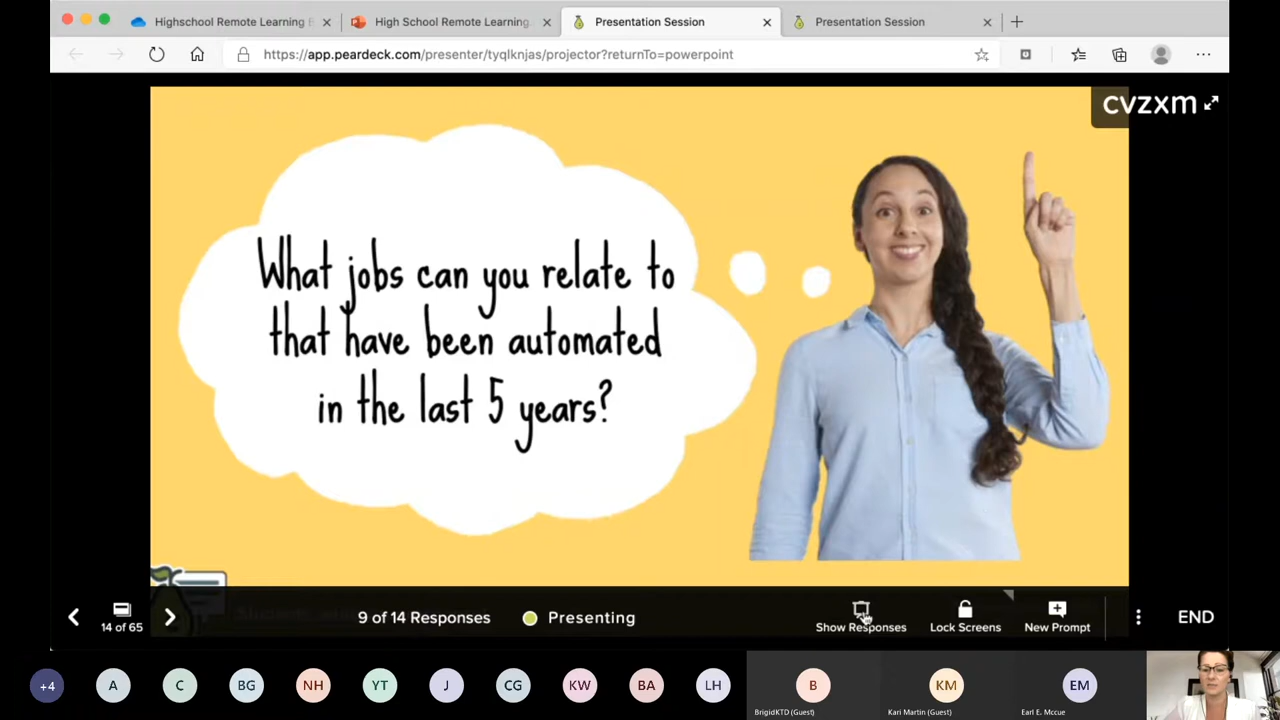 Highschool Remote Learning
High School Remote Learning
Presentation Session
Presentation Session
https://app.peardeck.com/presenter/tyqlknjas/projector?returnTo=powerpoint
cvzxm
What jobs can you relate to
that have been automated
in the last 5 years?
14 of 65
9 of 14 Responses
Presenting
Show Responses
Lock Screens
New Prompt
END
+4
A
C
BG
NH
YT
J
CG
KW
BA
LH
B
KM
EM
BrigidKTD (Guest)
Kari Martin (Guest)
Earl E. Mccue